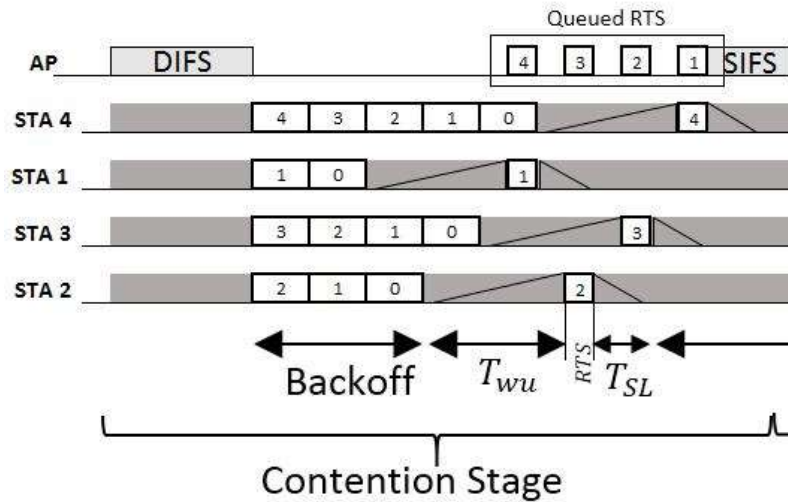 Queued RTS
AP DIFS 4 3 2 1 SIFS
STA 4 4 3 2 1 0 4
STA 1 1 0 1
STA 3 3 2 1 0 3
STA 2 2 1 0 2
Backoff T_wu RTS T_SL
Contention Stage